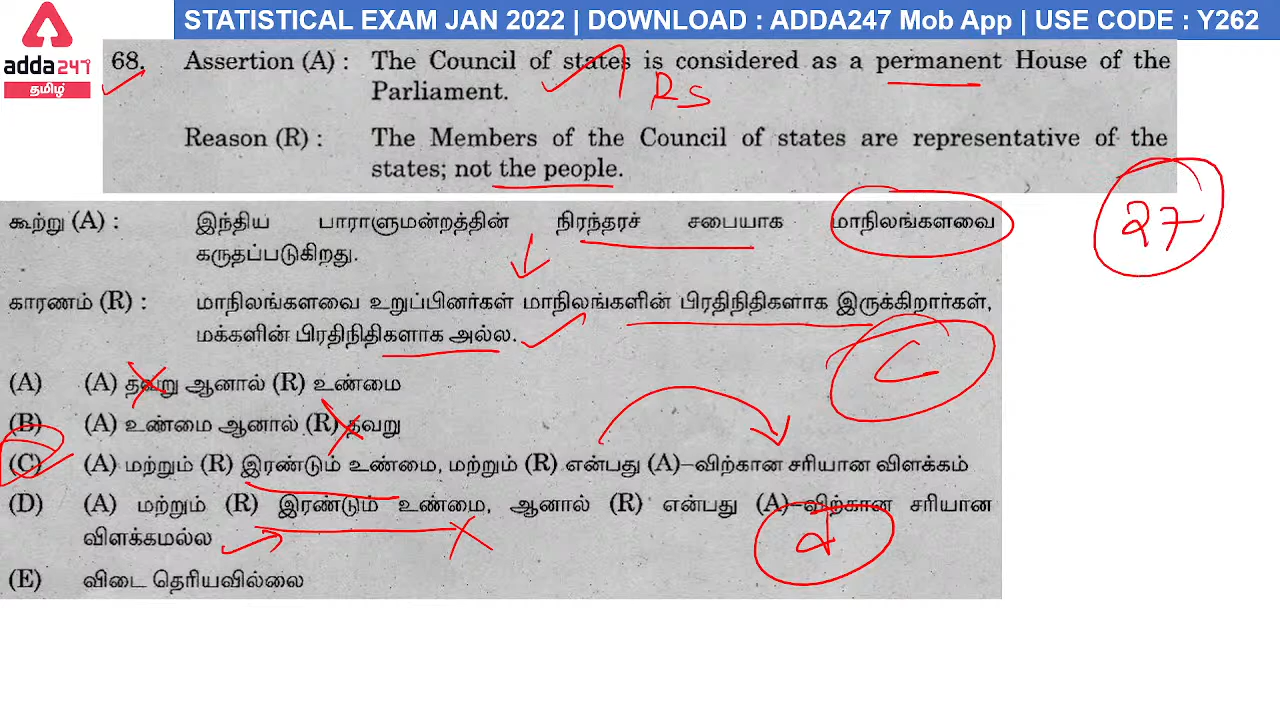 STATISTICAL EXAM JAN 2022 | DOWNLOAD : ADDA247 Mob App | USE CODE : Y262
adda247
தமிழ்
68. Assertion (A) : The Council of states is considered as a permanent House of the
Parliament.
RS
Reason (R) : The Members of the Council of states are representative of the
states; not the people.
27
கூற்று (A) : இந்திய பாராளுமன்றத்தின் நிரந்தரச் சபையாக மாநிலங்களவை
கருதப்படுகிறது.
காரணம் (R) : மாநிலங்களவை உறுப்பினர்கள் மாநிலங்களின் பிரதிநிதிகளாக இருக்கிறார்கள்,
மக்களின் பிரதிநிதிகளாக அல்ல.
C
(A) (A) தவறு ஆனால் (R) உண்மை
(B) (A) உண்மை ஆனால் (R) தவறு
(C) (A) மற்றும் (R) இரண்டும் உண்மை, மற்றும் (R) என்பது (A)–விற்கான சரியான விளக்கம்
(D) (A) மற்றும் (R) இரண்டும் உண்மை, ஆனால் (R) என்பது (A)–விற்கான சரியான
விளக்கமல்ல
(E) விடை தெரியவில்லை